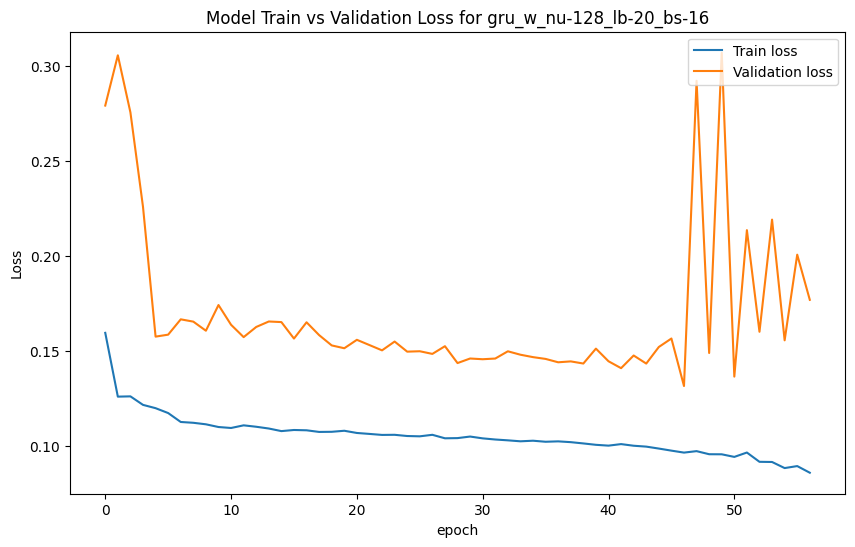 Model Train vs Validation Loss for gru_w_nu-128_lb-20_bs-16
Train loss
Validation loss
0.30
0.25
0.20
0.15
0.10
Loss
0 10 20 30 40 50
epoch